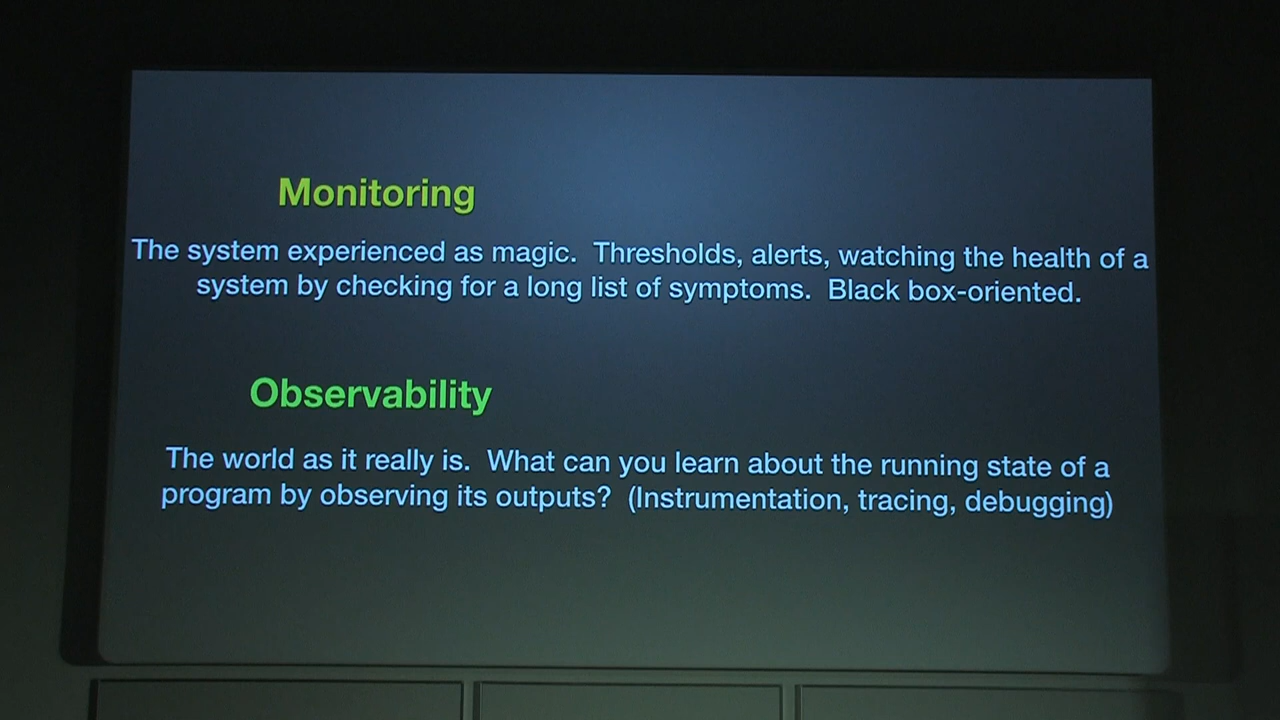 Monitoring
The system experienced as magic.  Thresholds, alerts, watching the health of a
system by checking for a long list of symptoms.  Black box-oriented.
Observability
The world as it really is.  What can you learn about the running state of a
program by observing its outputs?  (Instrumentation, tracing, debugging)